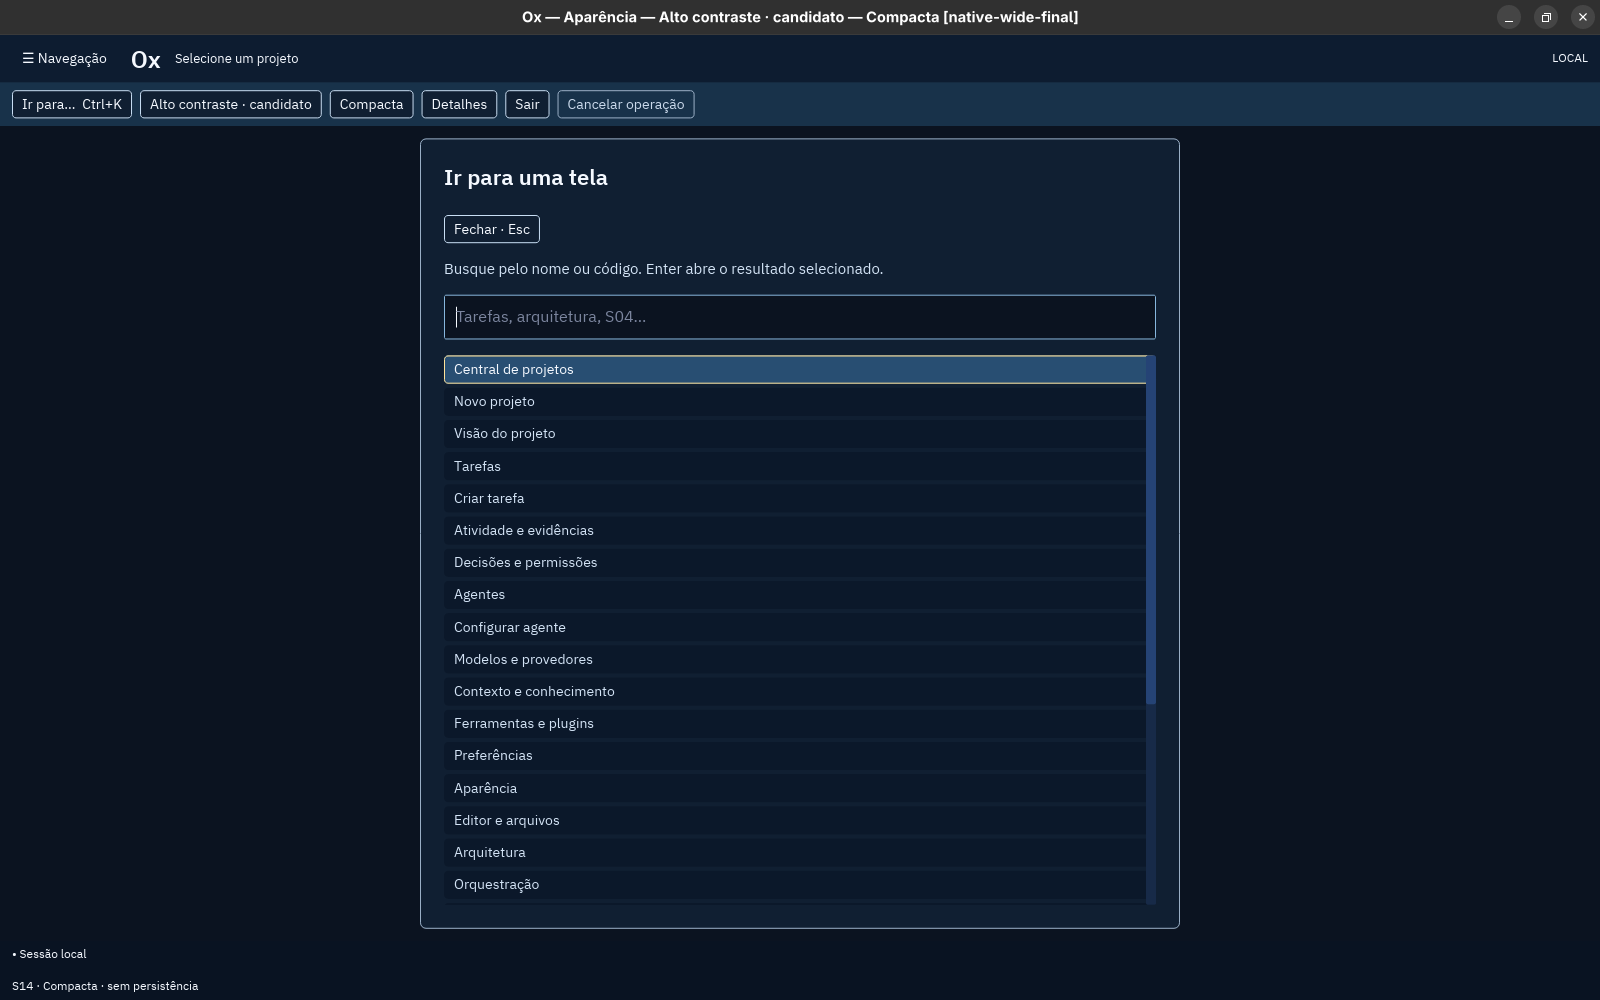 Ox — Aparência — Alto contraste · candidato — Compacta [native-wide-final]
☰ Navegação Ox Selecione um projeto LOCAL
Ir para... Ctrl+K Alto contraste · candidato Compacta Detalhes Sair Cancelar operação
Ir para uma tela
Fechar · Esc
Busque pelo nome ou código. Enter abre o resultado selecionado.
Tarefas, arquitetura, S04...
Central de projetos
Novo projeto
Visão do projeto
Tarefas
Criar tarefa
Atividade e evidências
Decisões e permissões
Agentes
Configurar agente
Modelos e provedores
Contexto e conhecimento
Ferramentas e plugins
Preferências
Aparência
Editor e arquivos
Arquitetura
Orquestração
• Sessão local
S14 · Compacta · sem persistência